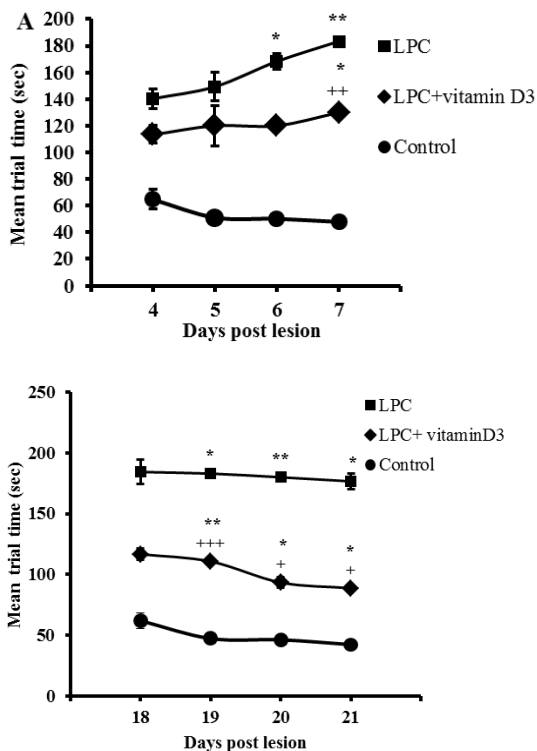 A
200
180
160
140
120
100
80
60
40
20
0
Mean trial time (sec)
*
**
*
++
LPC
LPC+vitamin D3
Control
4 5 6 7
Days post lesion
250
200
150
100
50
0
Mean trial time (sec)
LPC
LPC+ vitaminD3
Control
* ** *
** * *
+++ + +
18 19 20 21
Days post lesion